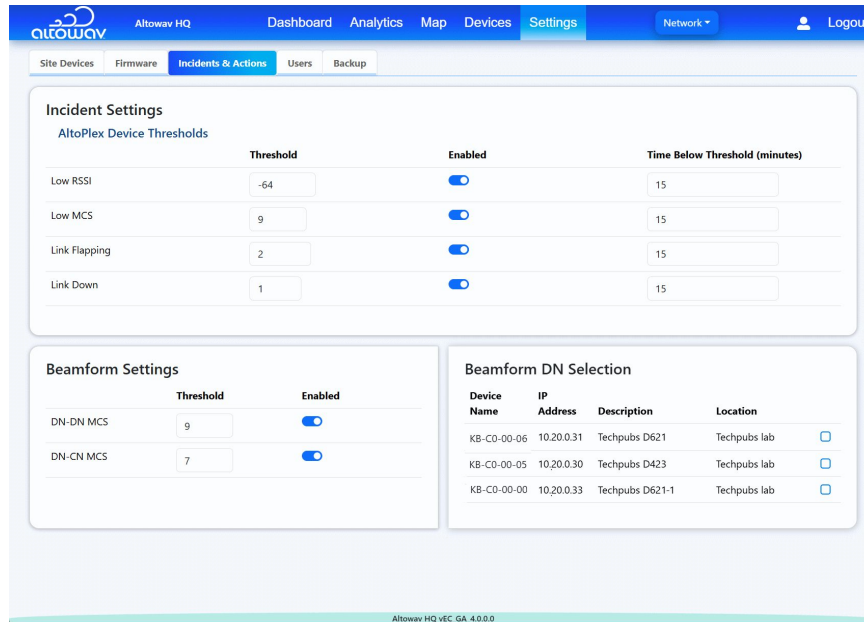 altowav Altowav HQ Dashboard Analytics Map Devices Settings Network Logou
Site Devices Firmware Incidents & Actions Users Backup
Incident Settings
AltoPlex Device Thresholds
Threshold Enabled Time Below Threshold (minutes)
Low RSSI -64 15
Low MCS 9 15
Link Flapping 2 15
Link Down 1 15
Beamform Settings
Threshold Enabled
DN-DN MCS 9
DN-CN MCS 7
Beamform DN Selection
Device IP
Name Address Description Location
KB-C0-00-06 10.20.0.31 Techpubs D621 Techpubs lab
KB-C0-00-05 10.20.0.30 Techpubs D423 Techpubs lab
KB-C0-00-00 10.20.0.33 Techpubs D621-1 Techpubs lab
Altowav HQ vEC_GA_4.0.0.0